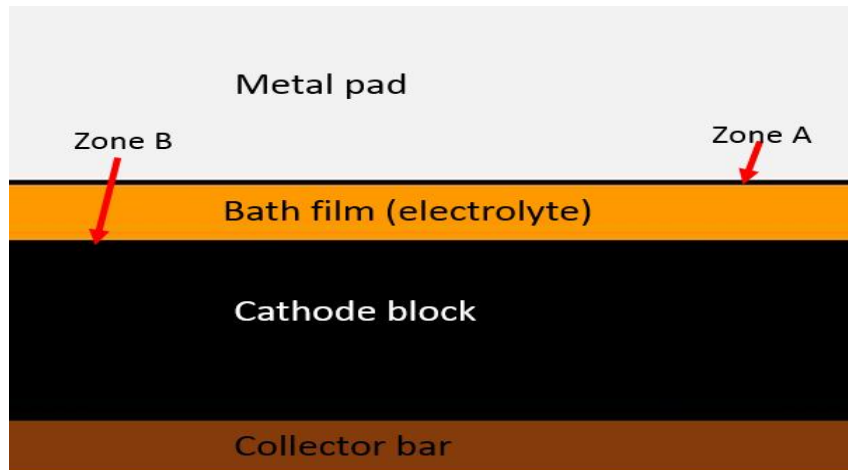 Metal pad
Zone B
Zone A
Bath film (electrolyte)
Cathode block
Collector bar